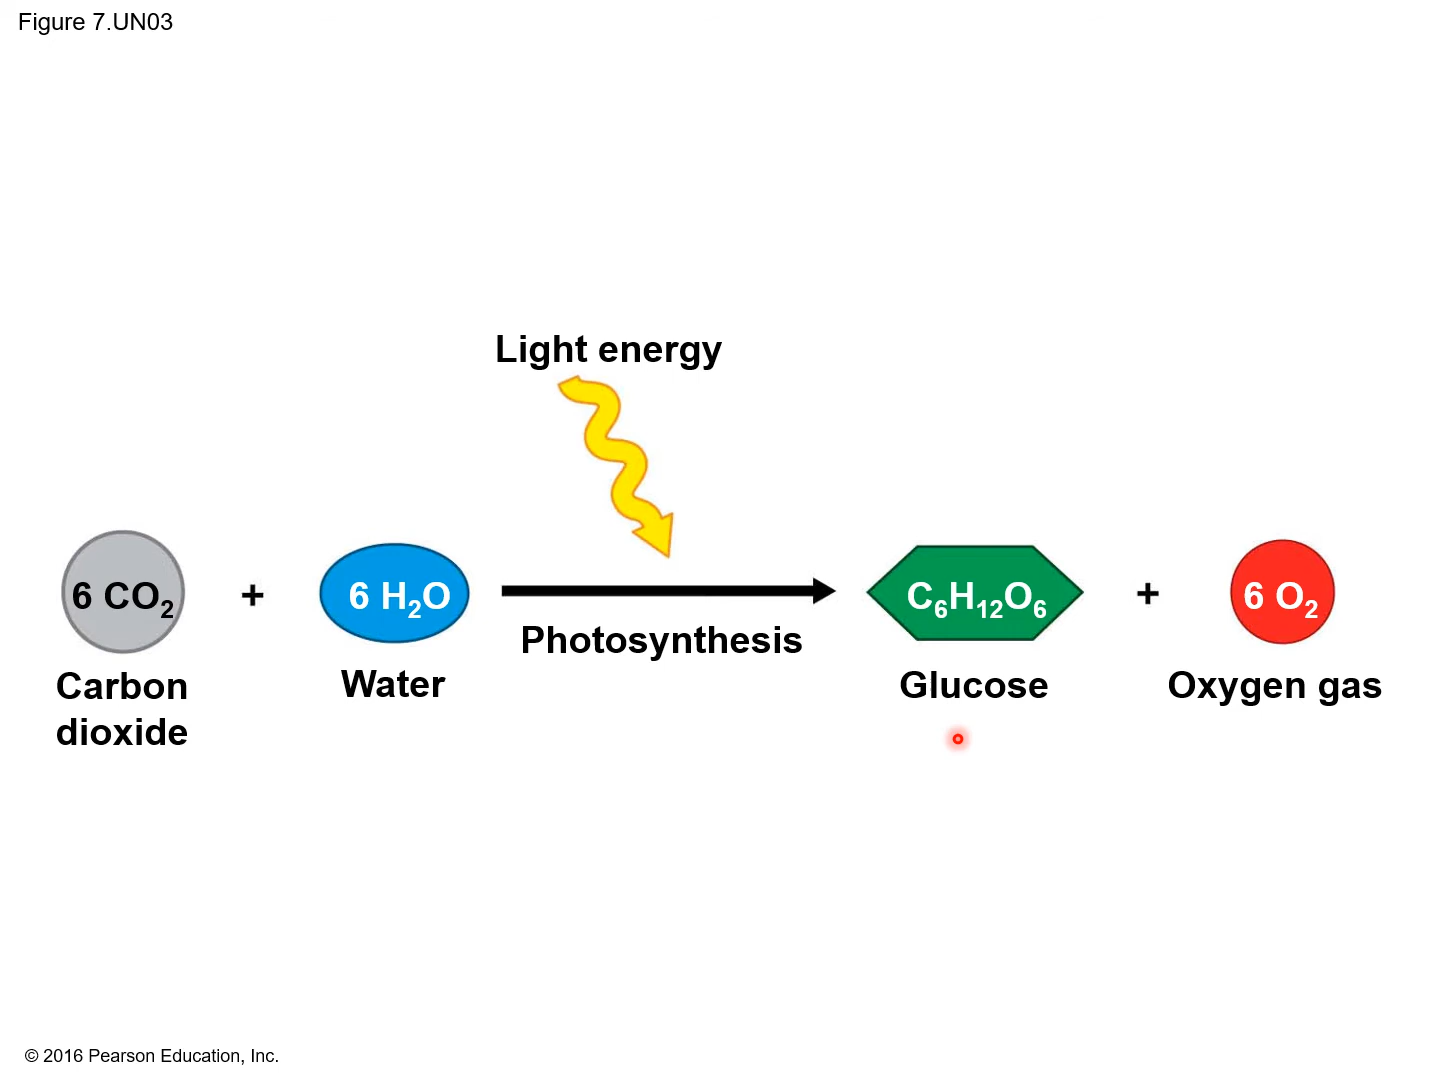 Figure 7.UN03
Light energy
6 CO₂ + 6 H₂O C₆H₁₂O₆ + 6 O₂
Photosynthesis
Carbon
dioxide
Water
Glucose
Oxygen gas
© 2016 Pearson Education, Inc.